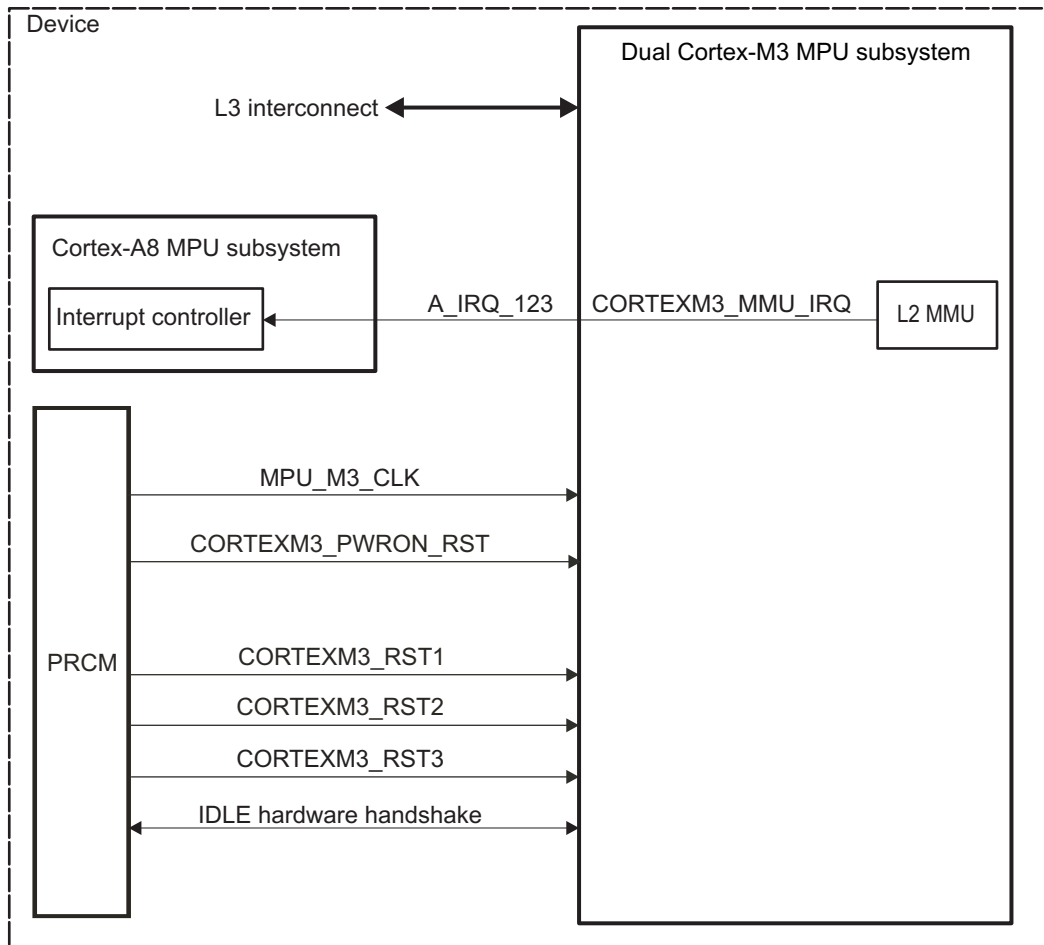 Device
Dual Cortex-M3 MPU subsystem
L3 interconnect
Cortex-A8 MPU subsystem
Interrupt controller
A_IRQ_123
CORTEXM3_MMU_IRQ
L2 MMU
MPU_M3_CLK
CORTEXM3_PWRON_RST
PRCM
CORTEXM3_RST1
CORTEXM3_RST2
CORTEXM3_RST3
IDLE hardware handshake